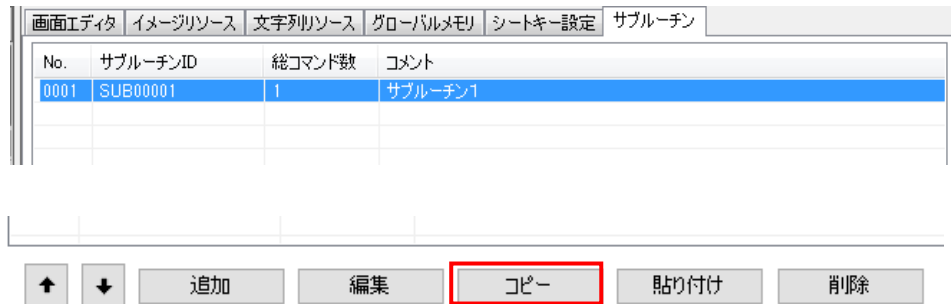 画面エディタ イメージリソース 文字列リソース グローバルメモリ シートキー設定 サブルーチン
No. サブルーチンID 総コマンド数 コメント
0001 SUB00001 1 サブルーチン1
追加 編集 コピー 貼り付け 削除